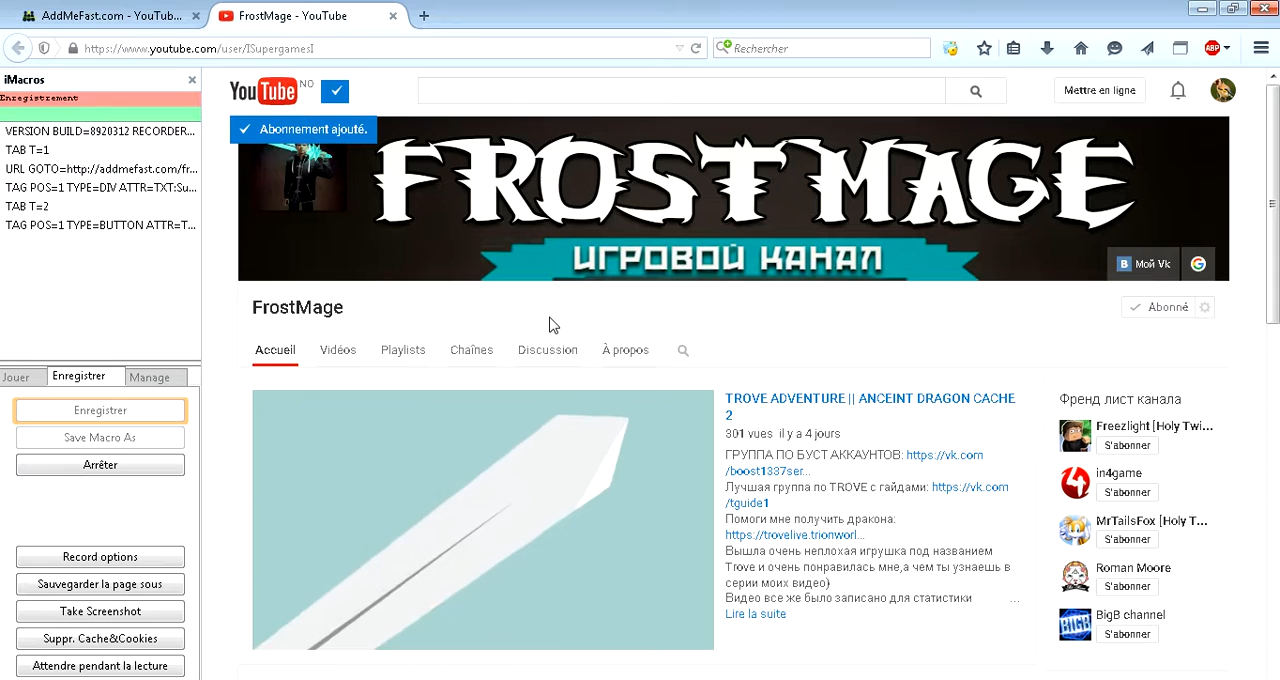 AddMeFast.com - YouTub...
FrostMage - YouTube
https://www.youtube.com/user/ISupergamesI
Rechercher
ABP
iMacros
Enregistrement
VERSION BUILD=8920312 RECORDER...
TAB T=1
URL GOTO=http://addmefast.com/fr...
TAG POS=1 TYPE=DIV ATTR=TXT:Su...
TAB T=2
TAG POS=1 TYPE=BUTTON ATTR=T...
Jouer
Enregistrer
Manage
Enregistrer
Save Macro As
Arrêter
Record options
Sauvegarder la page sous
Take Screenshot
Suppr. Cache&Cookies
Attendre pendant la lecture
YouTube NO
Mettre en ligne
Abonnement ajouté.
FROSTMAGE
ИГРОВОЙ КАНАЛ
B Мой Vk
G
FrostMage
Abonné
Accueil
Vidéos
Playlists
Chaînes
Discussion
À propos
TROVE ADVENTURE || ANCEINT DRAGON CACHE
2
301 vues il y a 4 jours
ГРУППА ПО БУСТ АККАУНТОВ: https://vk.com
/boost1337ser...
Лучшая группа по TROVE с гайдами: https://vk.com
/tguide1
Помоги мне получить дракона:
https://trovelive.trionworl...
Вышла очень неплохая игрушка под названием
Trove и очень понравилась мне,а чем ты узнаешь в
серии моих видео)
Видео все же было записано для статистики ...
Lire la suite
Френд лист канала
Freezlight [Holy Twi...
S'abonner
in4game
S'abonner
MrTailsFox [Holy T...
S'abonner
Roman Moore
S'abonner
BigB channel
S'abonner
BIGB